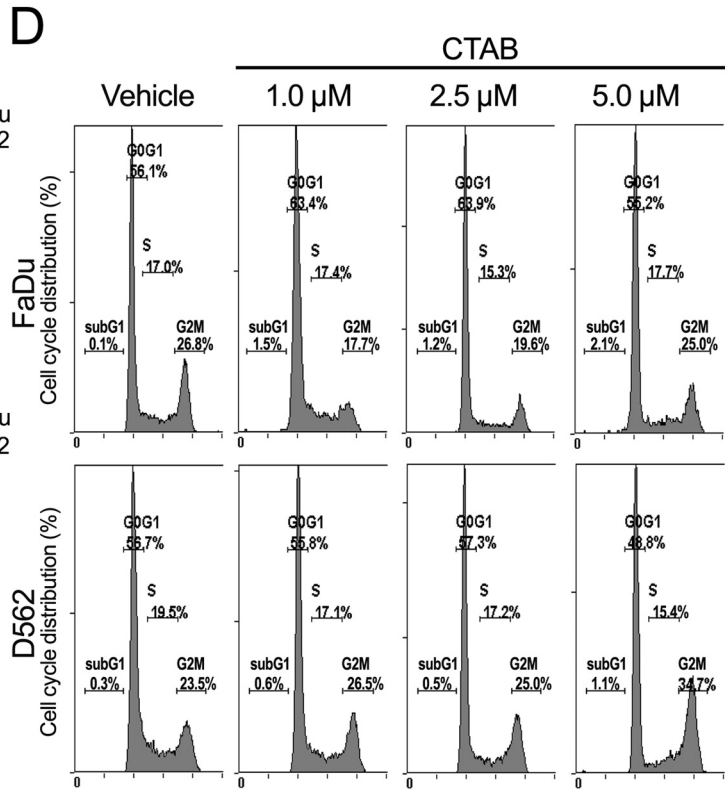 D
CTAB
Vehicle
1.0 µM
2.5 µM
5.0 µM
u
2
FaDu
Cell cycle distribution (%)
G0G1
56.1%
S
17.0%
subG1
0.1%
G2M
26.8%
0
G0G1
63.4%
S
17.4%
subG1
1.5%
G2M
17.7%
0
G0G1
63.9%
S
15.3%
subG1
1.2%
G2M
19.6%
0
G0G1
55.2%
S
17.7%
subG1
2.1%
G2M
25.0%
0
u
2
D562
Cell cycle distribution (%)
G0G1
56.7%
S
19.5%
subG1
0.3%
G2M
23.5%
0
G0G1
55.8%
S
17.1%
subG1
0.6%
G2M
26.5%
0
G0G1
57.3%
S
17.2%
subG1
0.5%
G2M
25.0%
0
G0G1
48.8%
S
15.4%
subG1
1.1%
G2M
34.7%
0